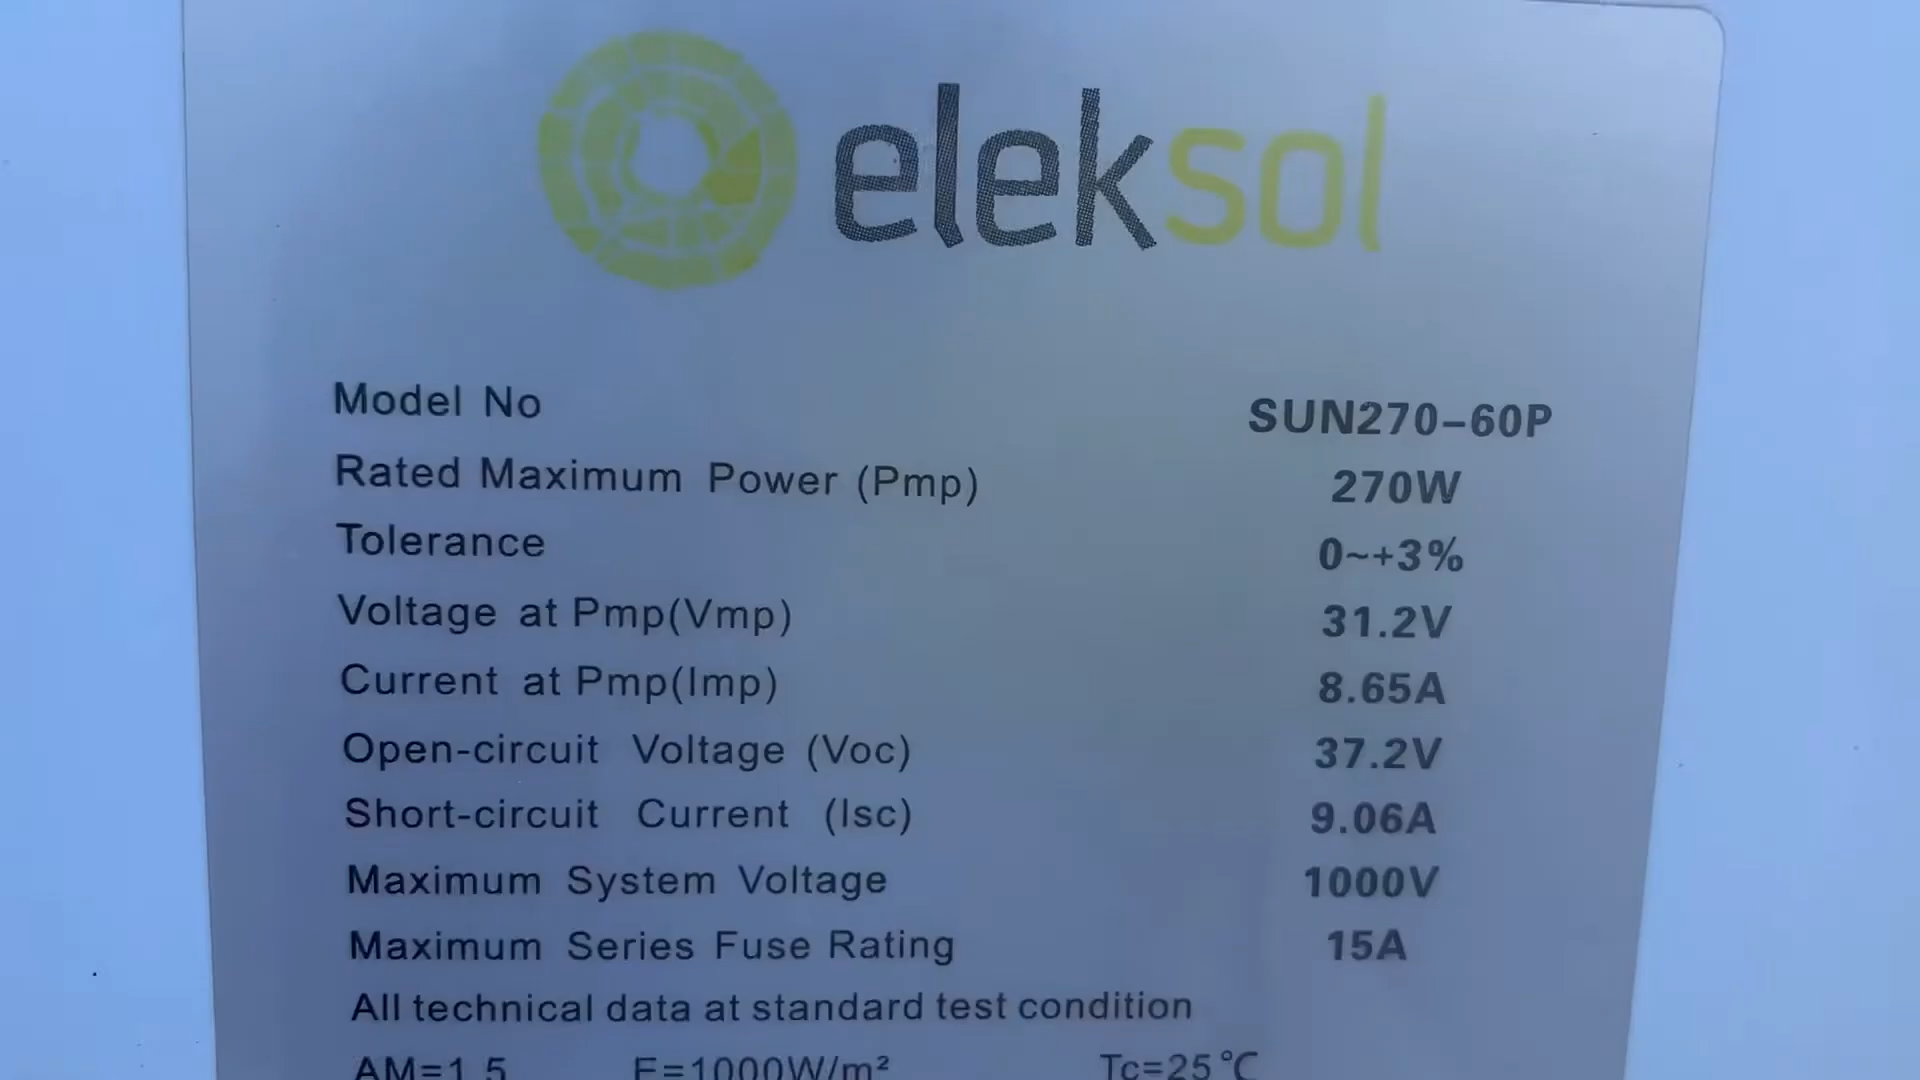 eleksol
Model No SUN270-60P
Rated Maximum Power (Pmp) 270W
Tolerance 0~+3%
Voltage at Pmp(Vmp) 31.2V
Current at Pmp(Imp) 8.65A
Open-circuit Voltage (Voc) 37.2V
Short-circuit Current (Isc) 9.06A
Maximum System Voltage 1000V
Maximum Series Fuse Rating 15A
All technical data at standard test condition
AM=1.5 E=1000W/m² Tc=25℃